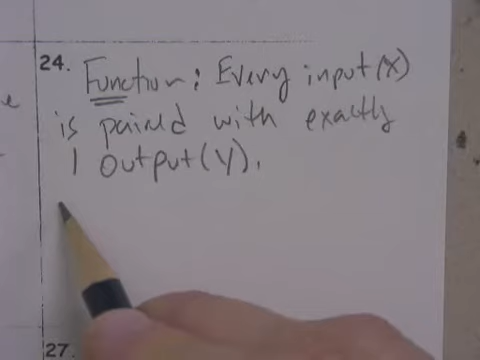 24. Function: Every input (x)
is paired with exactly
1 output (y).
e
27.